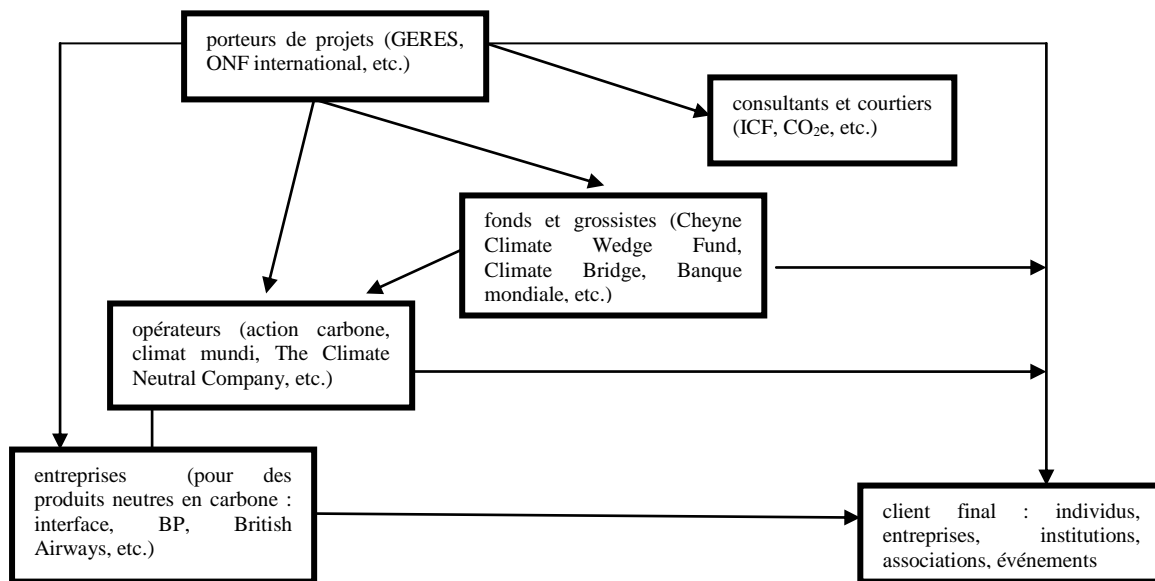 porteurs de projets (GERES,
ONF international, etc.)
consultants et courtiers
(ICF, CO₂e, etc.)
fonds et grossistes (Cheyne
Climate Wedge Fund,
Climate Bridge, Banque
mondiale, etc.)
opérateurs (action carbone,
climat mundi, The Climate
Neutral Company, etc.)
entreprises (pour des
produits neutres en carbone :
interface, BP, British
Airways, etc.)
client final : individus,
entreprises, institutions,
associations, événements